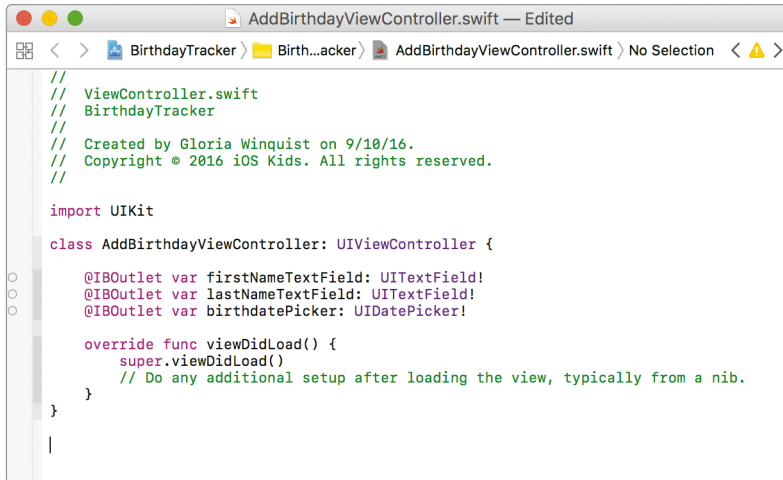 AddBirthdayViewController.swift — Edited
BirthdayTracker 〉 Birth...acker 〉 AddBirthdayViewController.swift 〉 No Selection
//
//  ViewController.swift
//  BirthdayTracker
//
//  Created by Gloria Winquist on 9/10/16.
//  Copyright © 2016 iOS Kids. All rights reserved.
//
import UIKit
class AddBirthdayViewController: UIViewController {
    @IBOutlet var firstNameTextField: UITextField!
    @IBOutlet var lastNameTextField: UITextField!
    @IBOutlet var birthdatePicker: UIDatePicker!
    override func viewDidLoad() {
        super.viewDidLoad()
        // Do any additional setup after loading the view, typically from a nib.
    }
}